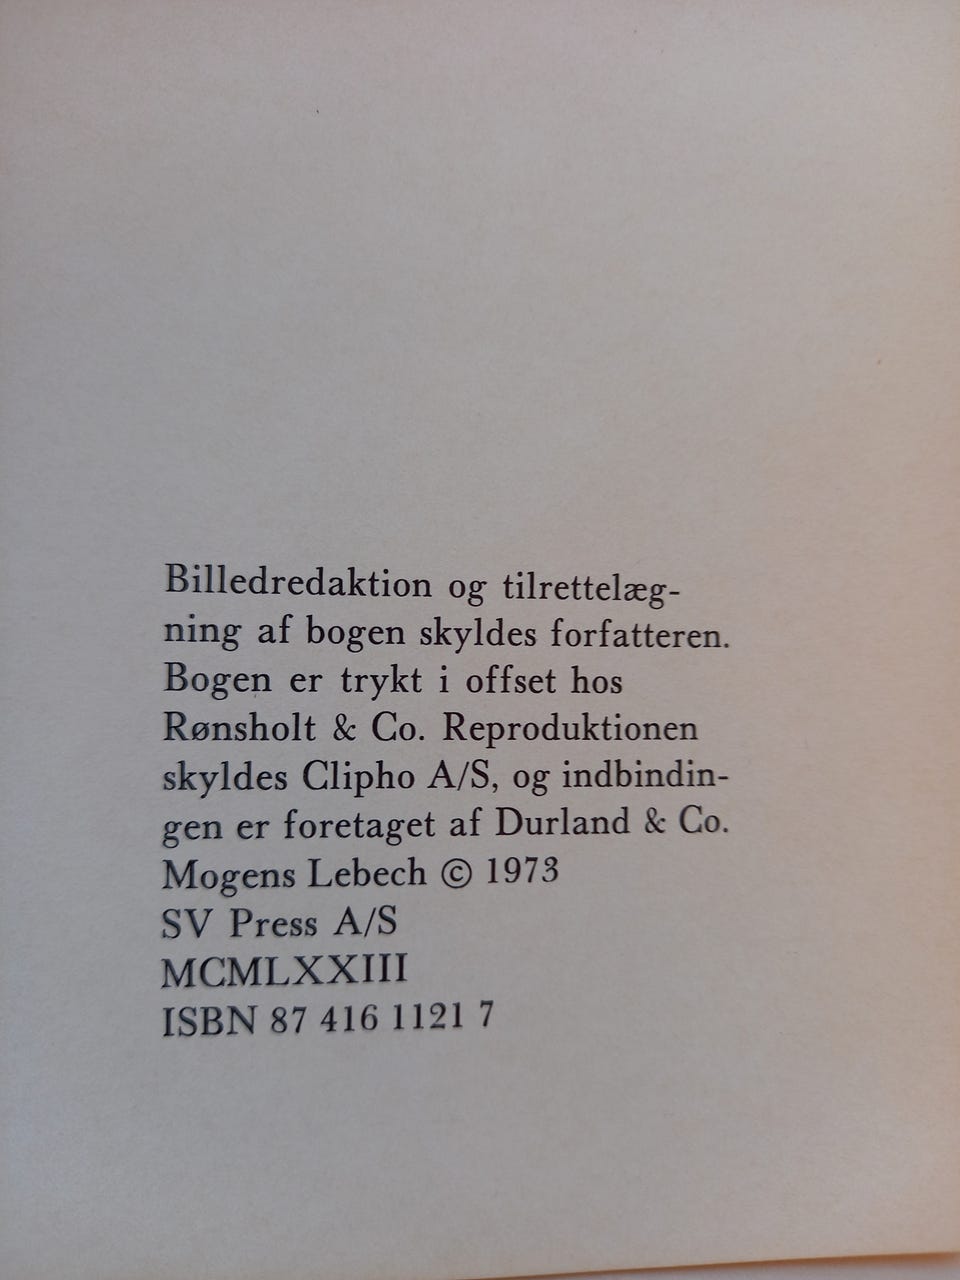 Billedredaktion og tilrettelæg-
ning af bogen skyldes forfatteren.
Bogen er trykt i offset hos
Rønsholt & Co. Reproduktionen
skyldes Clipho A/S, og indbindin-
gen er foretaget af Durland & Co.
Mogens Lebech © 1973
SV Press A/S
MCMLXXIII
ISBN 87 416 1121 7